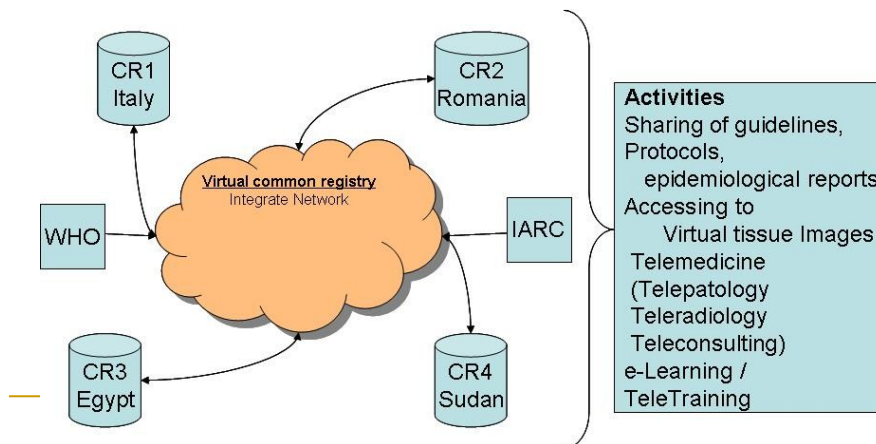 CR1
Italy
CR2
Romania
Virtual common registry
Integrate Network
WHO
IARC
CR3
Egypt
CR4
Sudan
Activities
Sharing of guidelines,
Protocols,
epidemiological reports
Accessing to
Virtual tissue Images
Telemedicine
(Telepatology
Teleradiology
Teleconsulting)
e-Learning /
TeleTraining